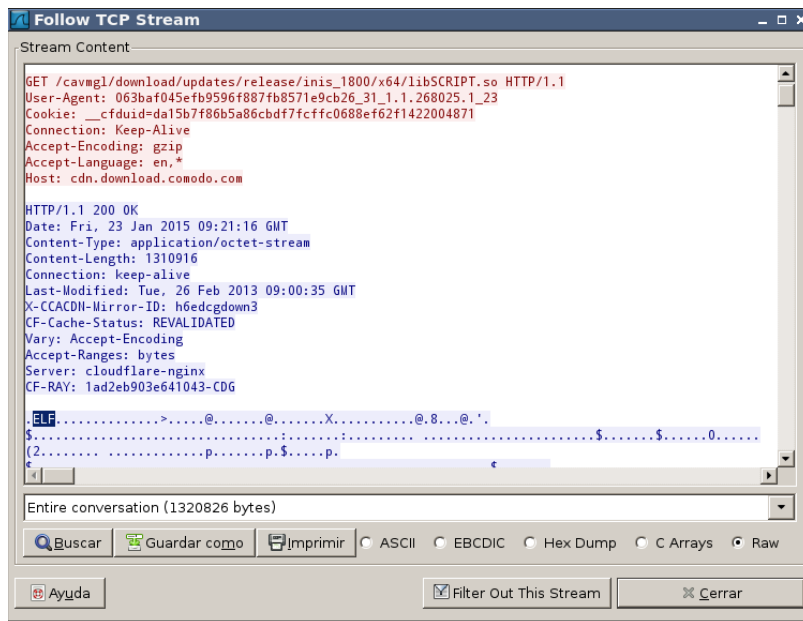 Follow TCP Stream
Stream Content
GET /cavmgl/download/updates/release/inis_1800/x64/libSCRIPT.so HTTP/1.1
User-Agent: 063baf045efb9596f887fb8571e9cb26_31_1.1.268025.1_23
Cookie: __cfduid=da15b7f86b5a86cbdf7fcffc0688ef62f1422004871
Connection: Keep-Alive
Accept-Encoding: gzip
Accept-Language: en,*
Host: cdn.download.comodo.com
HTTP/1.1 200 OK
Date: Fri, 23 Jan 2015 09:21:16 GMT
Content-Type: application/octet-stream
Content-Length: 1310916
Connection: keep-alive
Last-Modified: Tue, 26 Feb 2013 09:00:35 GMT
X-CCACDN-Mirror-ID: h6edcgdown3
CF-Cache-Status: REVALIDATED
Vary: Accept-Encoding
Accept-Ranges: bytes
Server: cloudflare-nginx
CF-RAY: 1ad2eb903e641043-CDG
.ELF..............>.....@.......@.......X...........@.8...@.'.
$................................:.......:......... ........................$.......$......0......
(2........ .............p.......p.$.....p.
Entire conversation (1320826 bytes)
Buscar Guardar como Imprimir ASCII EBCDIC Hex Dump C Arrays Raw
Ayuda Filter Out This Stream Cerrar